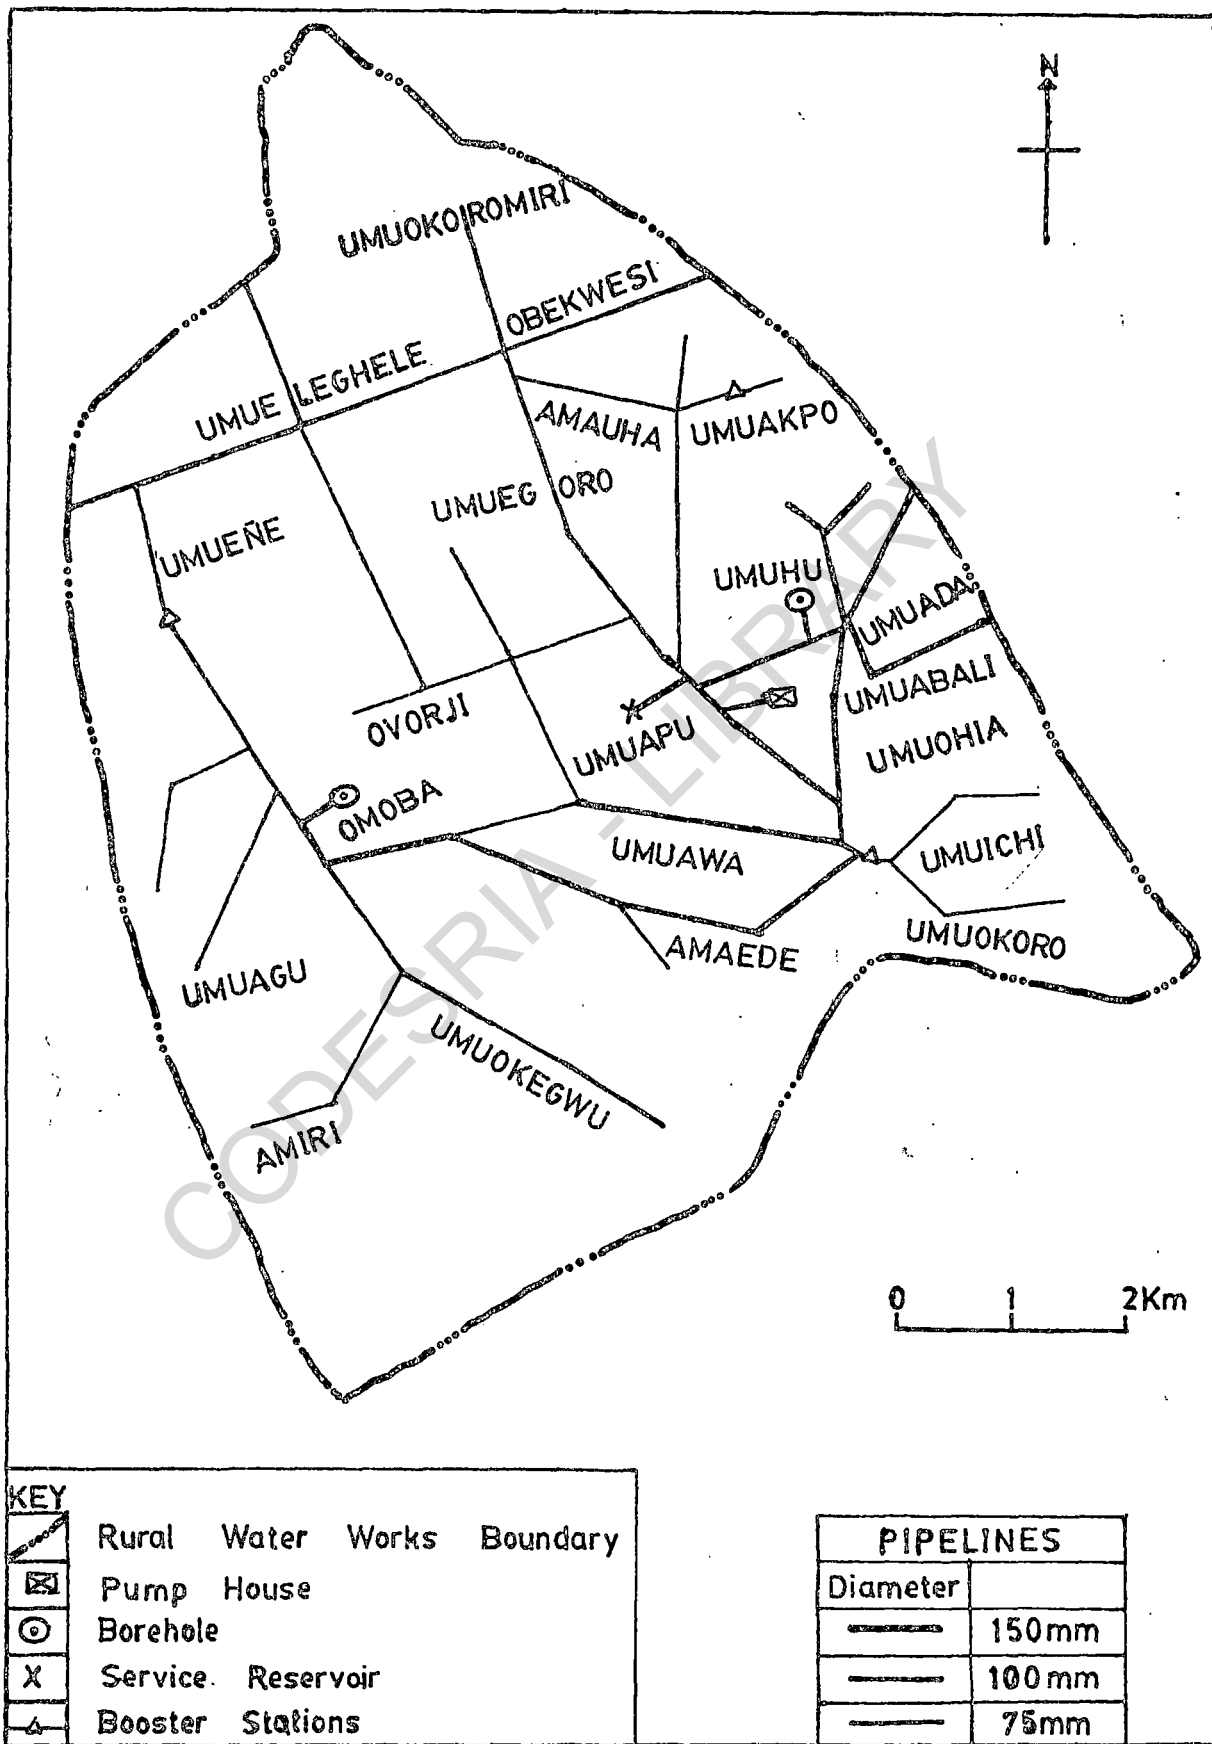 N
UMUOKOIROMIRI
OBEKWESI
UMUE LEGHELE
AMAUHA
UMUAKPO
UMUEG ORO
UMUEÑE
UMUHU
UMUADA
UMUABALI
OVORJI
UMUAPU
UMUOHIA
OMOBA
UMUAWA
UMUICHI
AMAEDE
UMUOKORO
UMUAGU
UMUOKEGWU
AMIRI
CODESRIA - LIBRARY
0 1 2Km
KEY
Rural Water Works Boundary
Pump House
Borehole
Service. Reservoir
Booster Stations
PIPELINES
Diameter
150mm
100mm
75mm